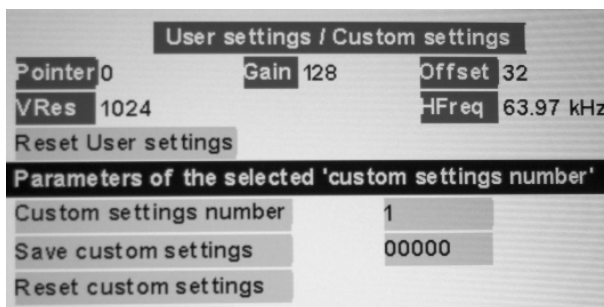 User settings / Custom settings
Pointer 0 Gain 128 Offset 32
VRes 1024 HFreq 63.97 kHz
Reset User settings
Parameters of the selected 'custom settings number'
Custom settings number 1
Save custom settings 00000
Reset custom settings